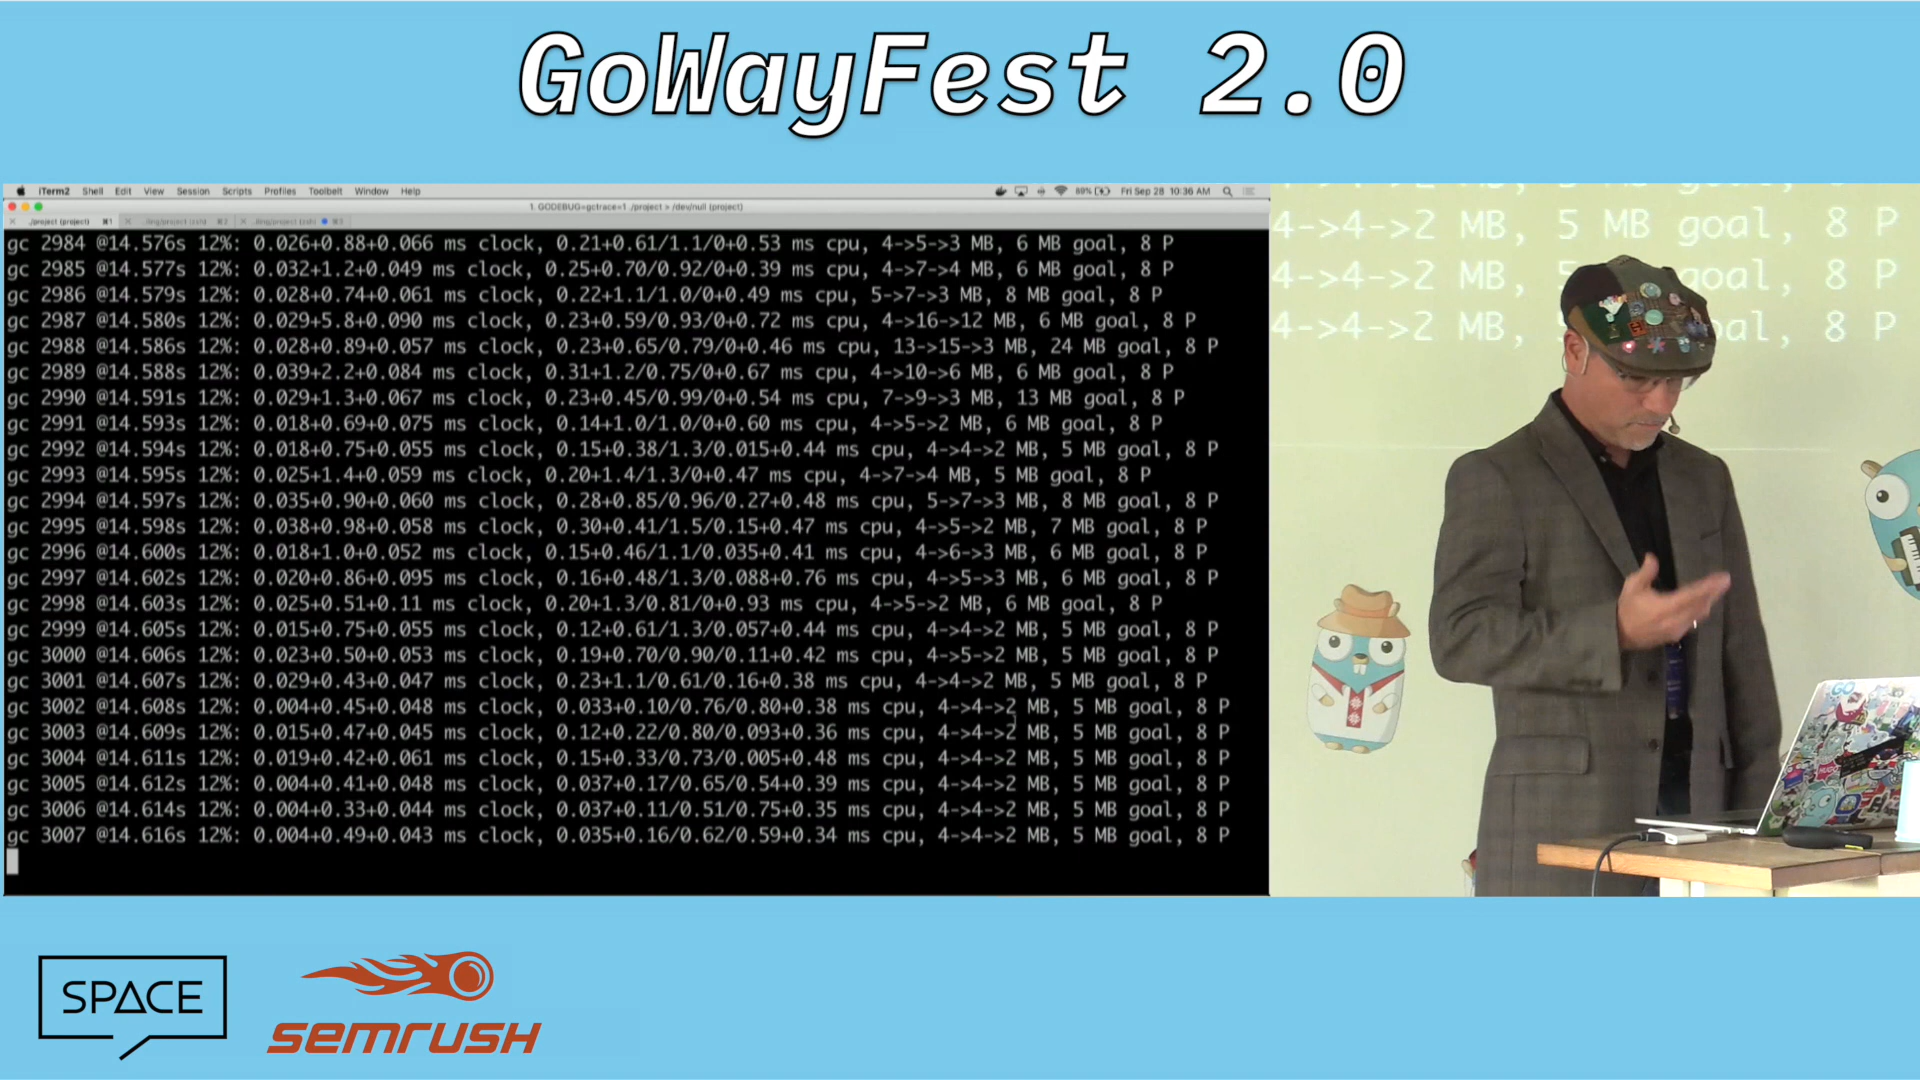 GoWayFest 2.0
iTerm2 Shell Edit View Session Scripts Profiles Toolbelt Window Help 89% Fri Sep 28 10:36 AM
1. GODEBUG=gctrace=1 ./project > /dev/null (project)
./project (project) ⌘1 ⌘2 ⌘3
gc 2984 @14.576s 12%: 0.026+0.88+0.066 ms clock, 0.21+0.61/1.1/0+0.53 ms cpu, 4->5->3 MB, 6 MB goal, 8 P
gc 2985 @14.577s 12%: 0.032+1.2+0.049 ms clock, 0.25+0.70/0.92/0+0.39 ms cpu, 4->7->4 MB, 6 MB goal, 8 P
gc 2986 @14.579s 12%: 0.028+0.74+0.061 ms clock, 0.22+1.1/1.0/0+0.49 ms cpu, 5->7->3 MB, 8 MB goal, 8 P
gc 2987 @14.580s 12%: 0.029+5.8+0.090 ms clock, 0.23+0.59/0.93/0+0.72 ms cpu, 4->16->12 MB, 6 MB goal, 8 P
gc 2988 @14.586s 12%: 0.028+0.89+0.057 ms clock, 0.23+0.65/0.79/0+0.46 ms cpu, 13->15->3 MB, 24 MB goal, 8 P
gc 2989 @14.588s 12%: 0.039+2.2+0.084 ms clock, 0.31+1.2/0.75/0+0.67 ms cpu, 4->10->6 MB, 6 MB goal, 8 P
gc 2990 @14.591s 12%: 0.029+1.3+0.067 ms clock, 0.23+0.45/0.99/0+0.54 ms cpu, 7->9->3 MB, 13 MB goal, 8 P
gc 2991 @14.593s 12%: 0.018+0.69+0.075 ms clock, 0.14+1.0/1.0/0+0.60 ms cpu, 4->5->2 MB, 6 MB goal, 8 P
gc 2992 @14.594s 12%: 0.018+0.75+0.055 ms clock, 0.15+0.38/1.3/0.015+0.44 ms cpu, 4->4->2 MB, 5 MB goal, 8 P
gc 2993 @14.595s 12%: 0.025+1.4+0.059 ms clock, 0.20+1.4/1.3/0+0.47 ms cpu, 4->7->4 MB, 5 MB goal, 8 P
gc 2994 @14.597s 12%: 0.035+0.90+0.060 ms clock, 0.28+0.85/0.96/0.27+0.48 ms cpu, 5->7->3 MB, 8 MB goal, 8 P
gc 2995 @14.598s 12%: 0.038+0.98+0.058 ms clock, 0.30+0.41/1.5/0.15+0.47 ms cpu, 4->5->2 MB, 7 MB goal, 8 P
gc 2996 @14.600s 12%: 0.018+1.0+0.052 ms clock, 0.15+0.46/1.1/0.035+0.41 ms cpu, 4->6->3 MB, 6 MB goal, 8 P
gc 2997 @14.602s 12%: 0.020+0.86+0.095 ms clock, 0.16+0.48/1.3/0.088+0.76 ms cpu, 4->5->3 MB, 6 MB goal, 8 P
gc 2998 @14.603s 12%: 0.025+0.51+0.11 ms clock, 0.20+1.3/0.81/0+0.93 ms cpu, 4->5->2 MB, 6 MB goal, 8 P
gc 2999 @14.605s 12%: 0.015+0.75+0.055 ms clock, 0.12+0.61/1.3/0.057+0.44 ms cpu, 4->4->2 MB, 5 MB goal, 8 P
gc 3000 @14.606s 12%: 0.023+0.50+0.053 ms clock, 0.19+0.70/0.90/0.11+0.42 ms cpu, 4->5->2 MB, 5 MB goal, 8 P
gc 3001 @14.607s 12%: 0.029+0.43+0.047 ms clock, 0.23+1.1/0.61/0.16+0.38 ms cpu, 4->4->2 MB, 5 MB goal, 8 P
gc 3002 @14.608s 12%: 0.004+0.45+0.048 ms clock, 0.033+0.10/0.76/0.80+0.38 ms cpu, 4->4->2 MB, 5 MB goal, 8 P
gc 3003 @14.609s 12%: 0.015+0.47+0.045 ms clock, 0.12+0.22/0.80/0.093+0.36 ms cpu, 4->4->2 MB, 5 MB goal, 8 P
gc 3004 @14.611s 12%: 0.019+0.42+0.061 ms clock, 0.15+0.33/0.73/0.005+0.48 ms cpu, 4->4->2 MB, 5 MB goal, 8 P
gc 3005 @14.612s 12%: 0.004+0.41+0.048 ms clock, 0.037+0.17/0.65/0.54+0.39 ms cpu, 4->4->2 MB, 5 MB goal, 8 P
gc 3006 @14.614s 12%: 0.004+0.33+0.044 ms clock, 0.037+0.11/0.51/0.75+0.35 ms cpu, 4->4->2 MB, 5 MB goal, 8 P
gc 3007 @14.616s 12%: 0.004+0.49+0.043 ms clock, 0.035+0.16/0.62/0.59+0.34 ms cpu, 4->4->2 MB, 5 MB goal, 8 P
4->4->2 MB, 5 MB goal, 8 P
4->4->2 MB, goal, 8 P
4->4->2 MB, 8 P
GO
SPACE
semrush